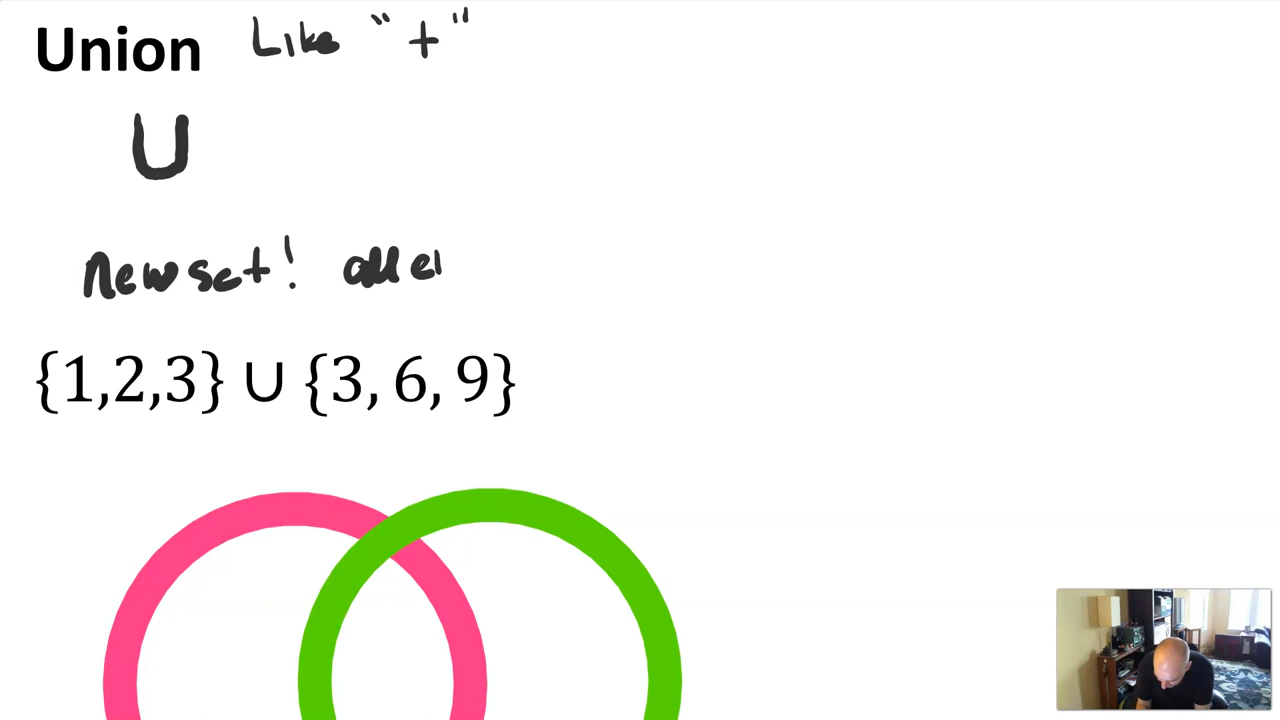 Union Like "+"
U
New set! all el
{1,2,3} ∪ {3, 6, 9}